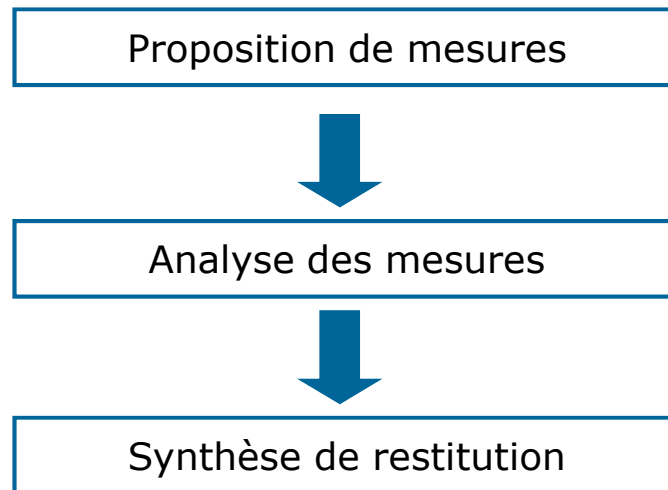 Proposition de mesures
Analyse des mesures
Synthèse de restitution